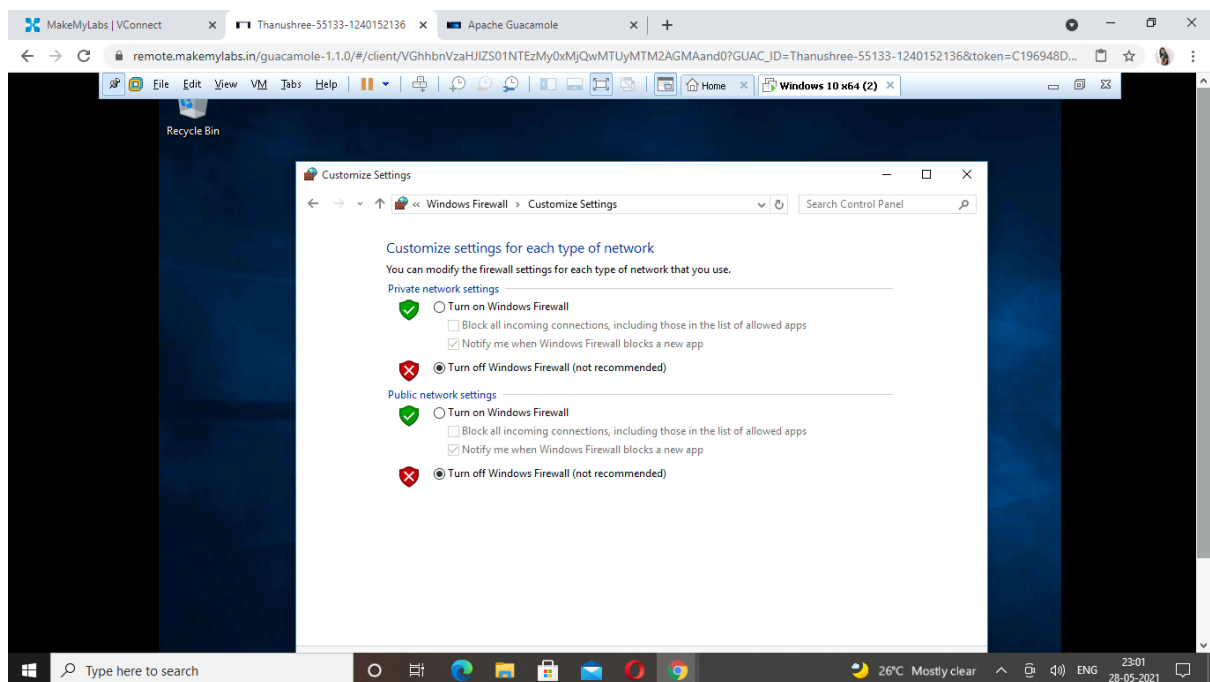 MakeMyLabs | VConnect
Thanushree-55133-1240152136
Apache Guacamole
remote.makemylabs.in/guacamole-1.1.0/#/client/VGhhbnVzaHJlZS01NTEzMy0xMjQwMTUyMTM2AGMAand0?GUAC_ID=Thanushree-55133-1240152136&token=C196948D...
File Edit View VM Tabs Help
Home
Windows 10 x64 (2)
Recycle Bin
Customize Settings
« Windows Firewall › Customize Settings
Search Control Panel
Customize settings for each type of network
You can modify the firewall settings for each type of network that you use.
Private network settings
Turn on Windows Firewall
Block all incoming connections, including those in the list of allowed apps
Notify me when Windows Firewall blocks a new app
Turn off Windows Firewall (not recommended)
Public network settings
Turn on Windows Firewall
Block all incoming connections, including those in the list of allowed apps
Notify me when Windows Firewall blocks a new app
Turn off Windows Firewall (not recommended)
Type here to search
26°C Mostly clear
ENG
23:01
28-05-2021